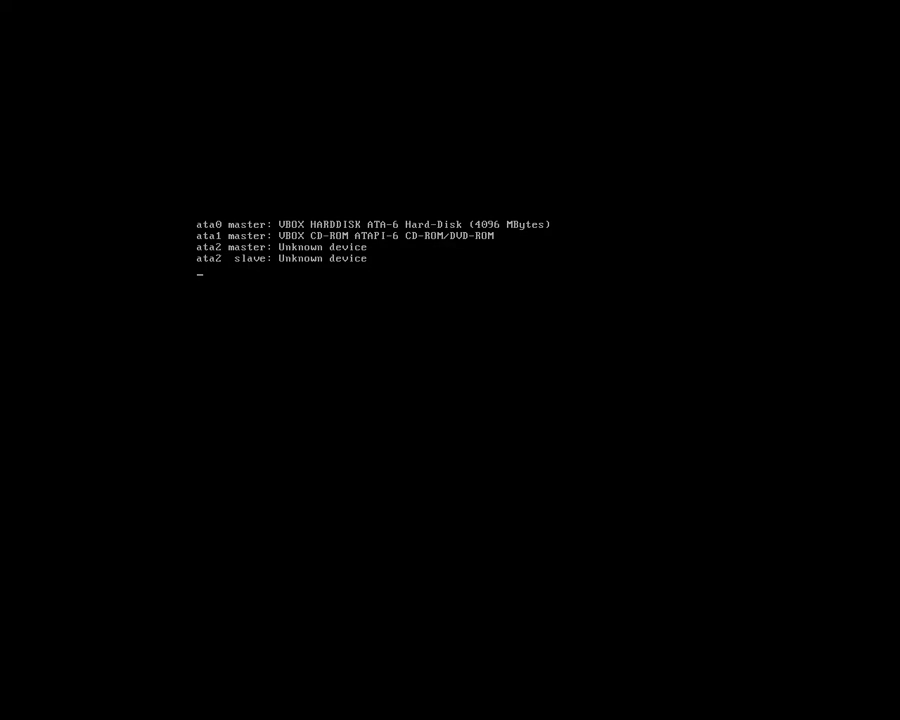 ata0 master: VBOX HARDDISK ATA-6 Hard-Disk (4096 MBytes)
ata1 master: VBOX CD-ROM ATAPI-6 CD-ROM/DVD-ROM
ata2 master: Unknown device
ata2  slave: Unknown device
_